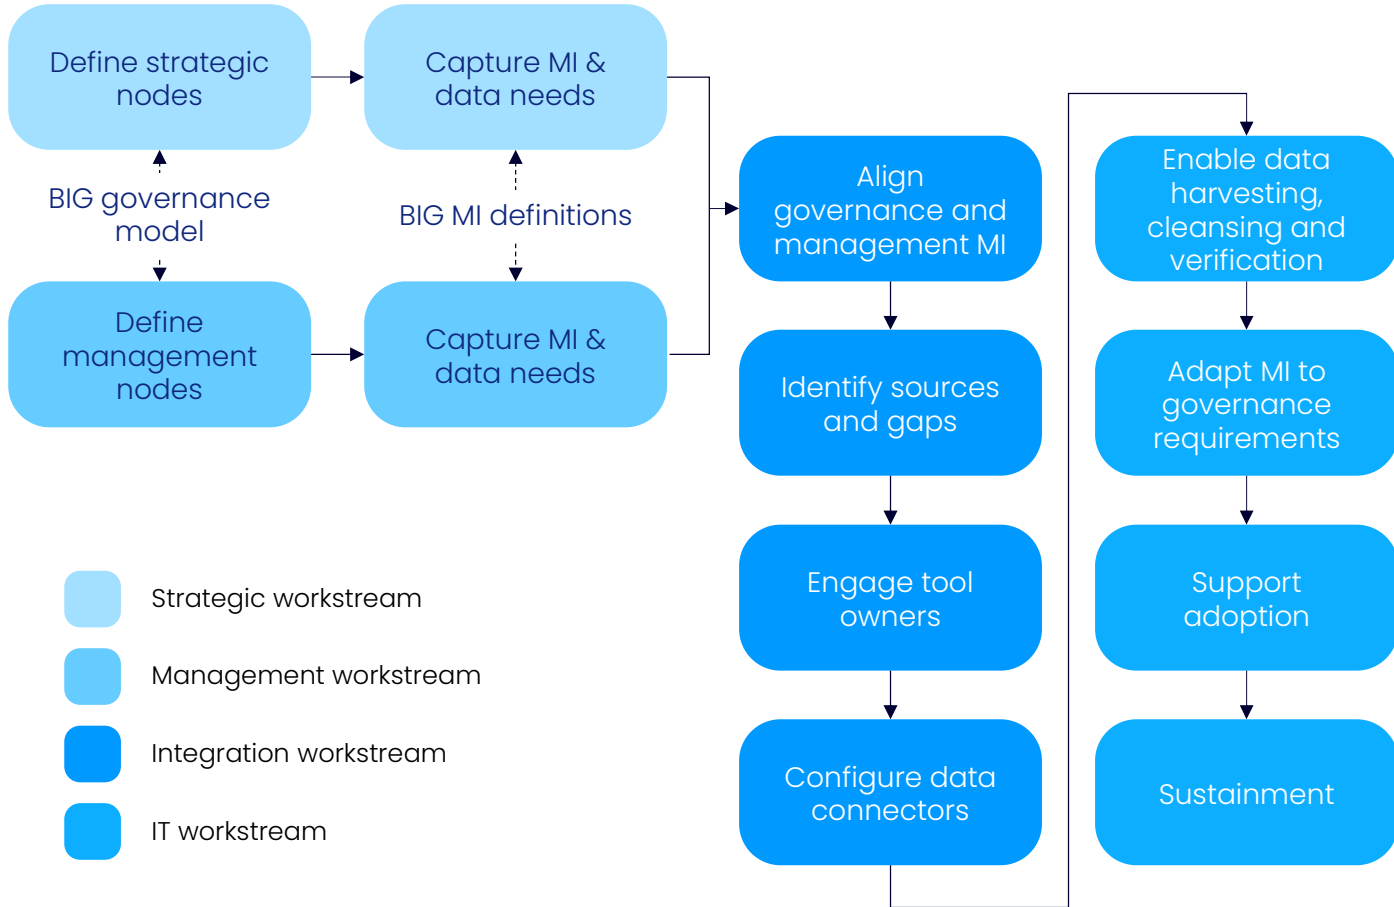 Define strategic
nodes
Capture MI &
data needs
BIG governance
model
BIG MI definitions
Define
management
nodes
Capture MI &
data needs
Align
governance and
management MI
Identify sources
and gaps
Engage tool
owners
Configure data
connectors
Enable data
harvesting,
cleansing and
verification
Adapt MI to
governance
requirements
Support
adoption
Sustainment
Strategic workstream
Management workstream
Integration workstream
IT workstream